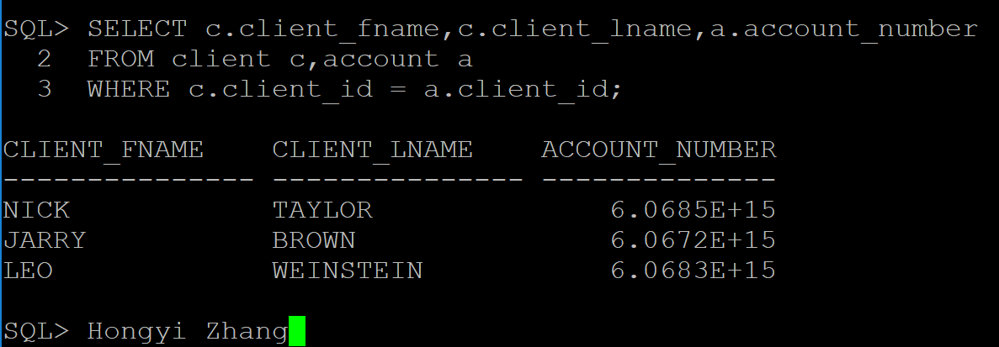 SQL> SELECT c.client_fname,c.client_lname,a.account_number
  2  FROM client c,account a
  3  WHERE c.client_id = a.client_id;
CLIENT_FNAME    CLIENT_LNAME    ACCOUNT_NUMBER
--------------- --------------- --------------
NICK            TAYLOR              6.0685E+15
JARRY           BROWN               6.0672E+15
LEO             WEINSTEIN           6.0683E+15
SQL> Hongyi Zhang